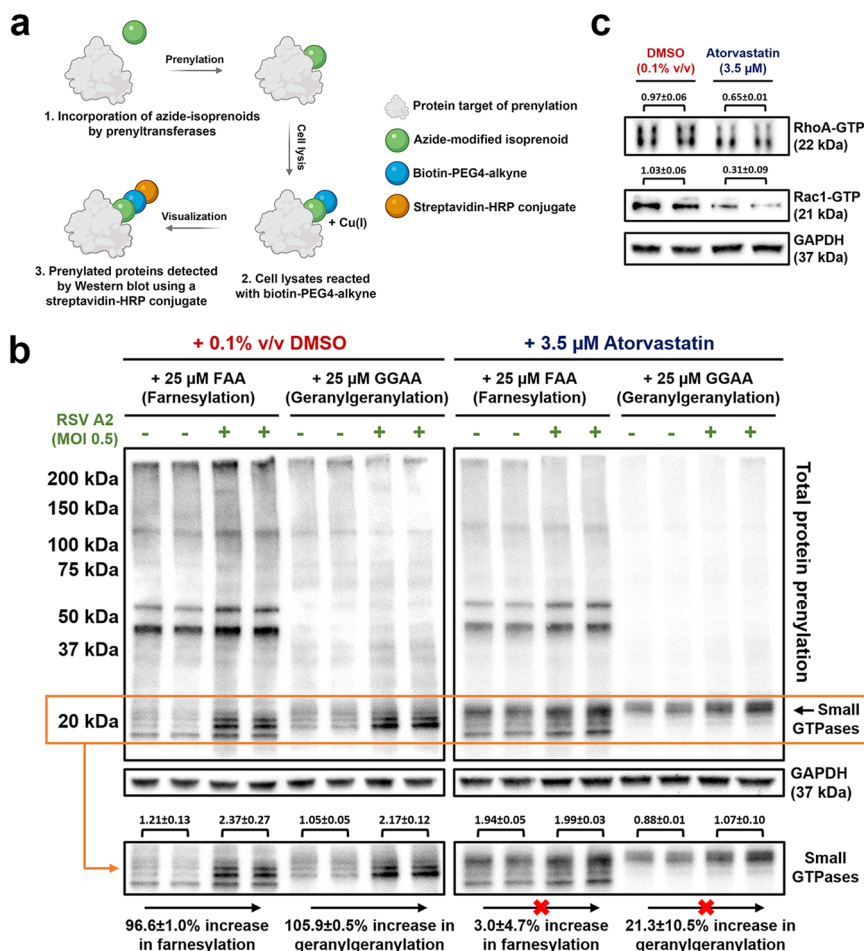 a
Prenylation
1. Incorporation of azide-isoprenoids
by prenyltransferases
Cell
lysis
Protein target of prenylation
Azide-modified isoprenoid
Biotin-PEG4-alkyne
Streptavidin-HRP conjugate
Visualization
+ Cu(I)
3. Prenylated proteins detected
by Western blot using a
streptavidin-HRP conjugate
2. Cell lysates reacted
with biotin-PEG4-alkyne
c
DMSO
(0.1% v/v)
Atorvastatin
(3.5 µM)
0.97±0.06 0.65±0.01
RhoA-GTP
(22 kDa)
1.03±0.06 0.31±0.09
Rac1-GTP
(21 kDa)
GAPDH
(37 kDa)
b
+ 0.1% v/v DMSO
+ 3.5 µM Atorvastatin
+ 25 µM FAA
(Farnesylation)
+ 25 µM GGAA
(Geranylgeranylation)
+ 25 µM FAA
(Farnesylation)
+ 25 µM GGAA
(Geranylgeranylation)
RSV A2
(MOI 0.5)
- - + + - - + + - - + + - - + +
200 kDa
150 kDa
100 kDa
75 kDa
50 kDa
37 kDa
20 kDa
Total protein prenylation
Small
GTPases
GAPDH
(37 kDa)
1.21±0.13 2.37±0.27 1.05±0.05 2.17±0.12 1.94±0.05 1.99±0.03 0.88±0.01 1.07±0.10
Small
GTPases
96.6±1.0% increase
in farnesylation
105.9±0.5% increase in
geranylgeranylation
3.0±4.7% increase
in farnesylation
21.3±10.5% increase in
geranylgeranylation